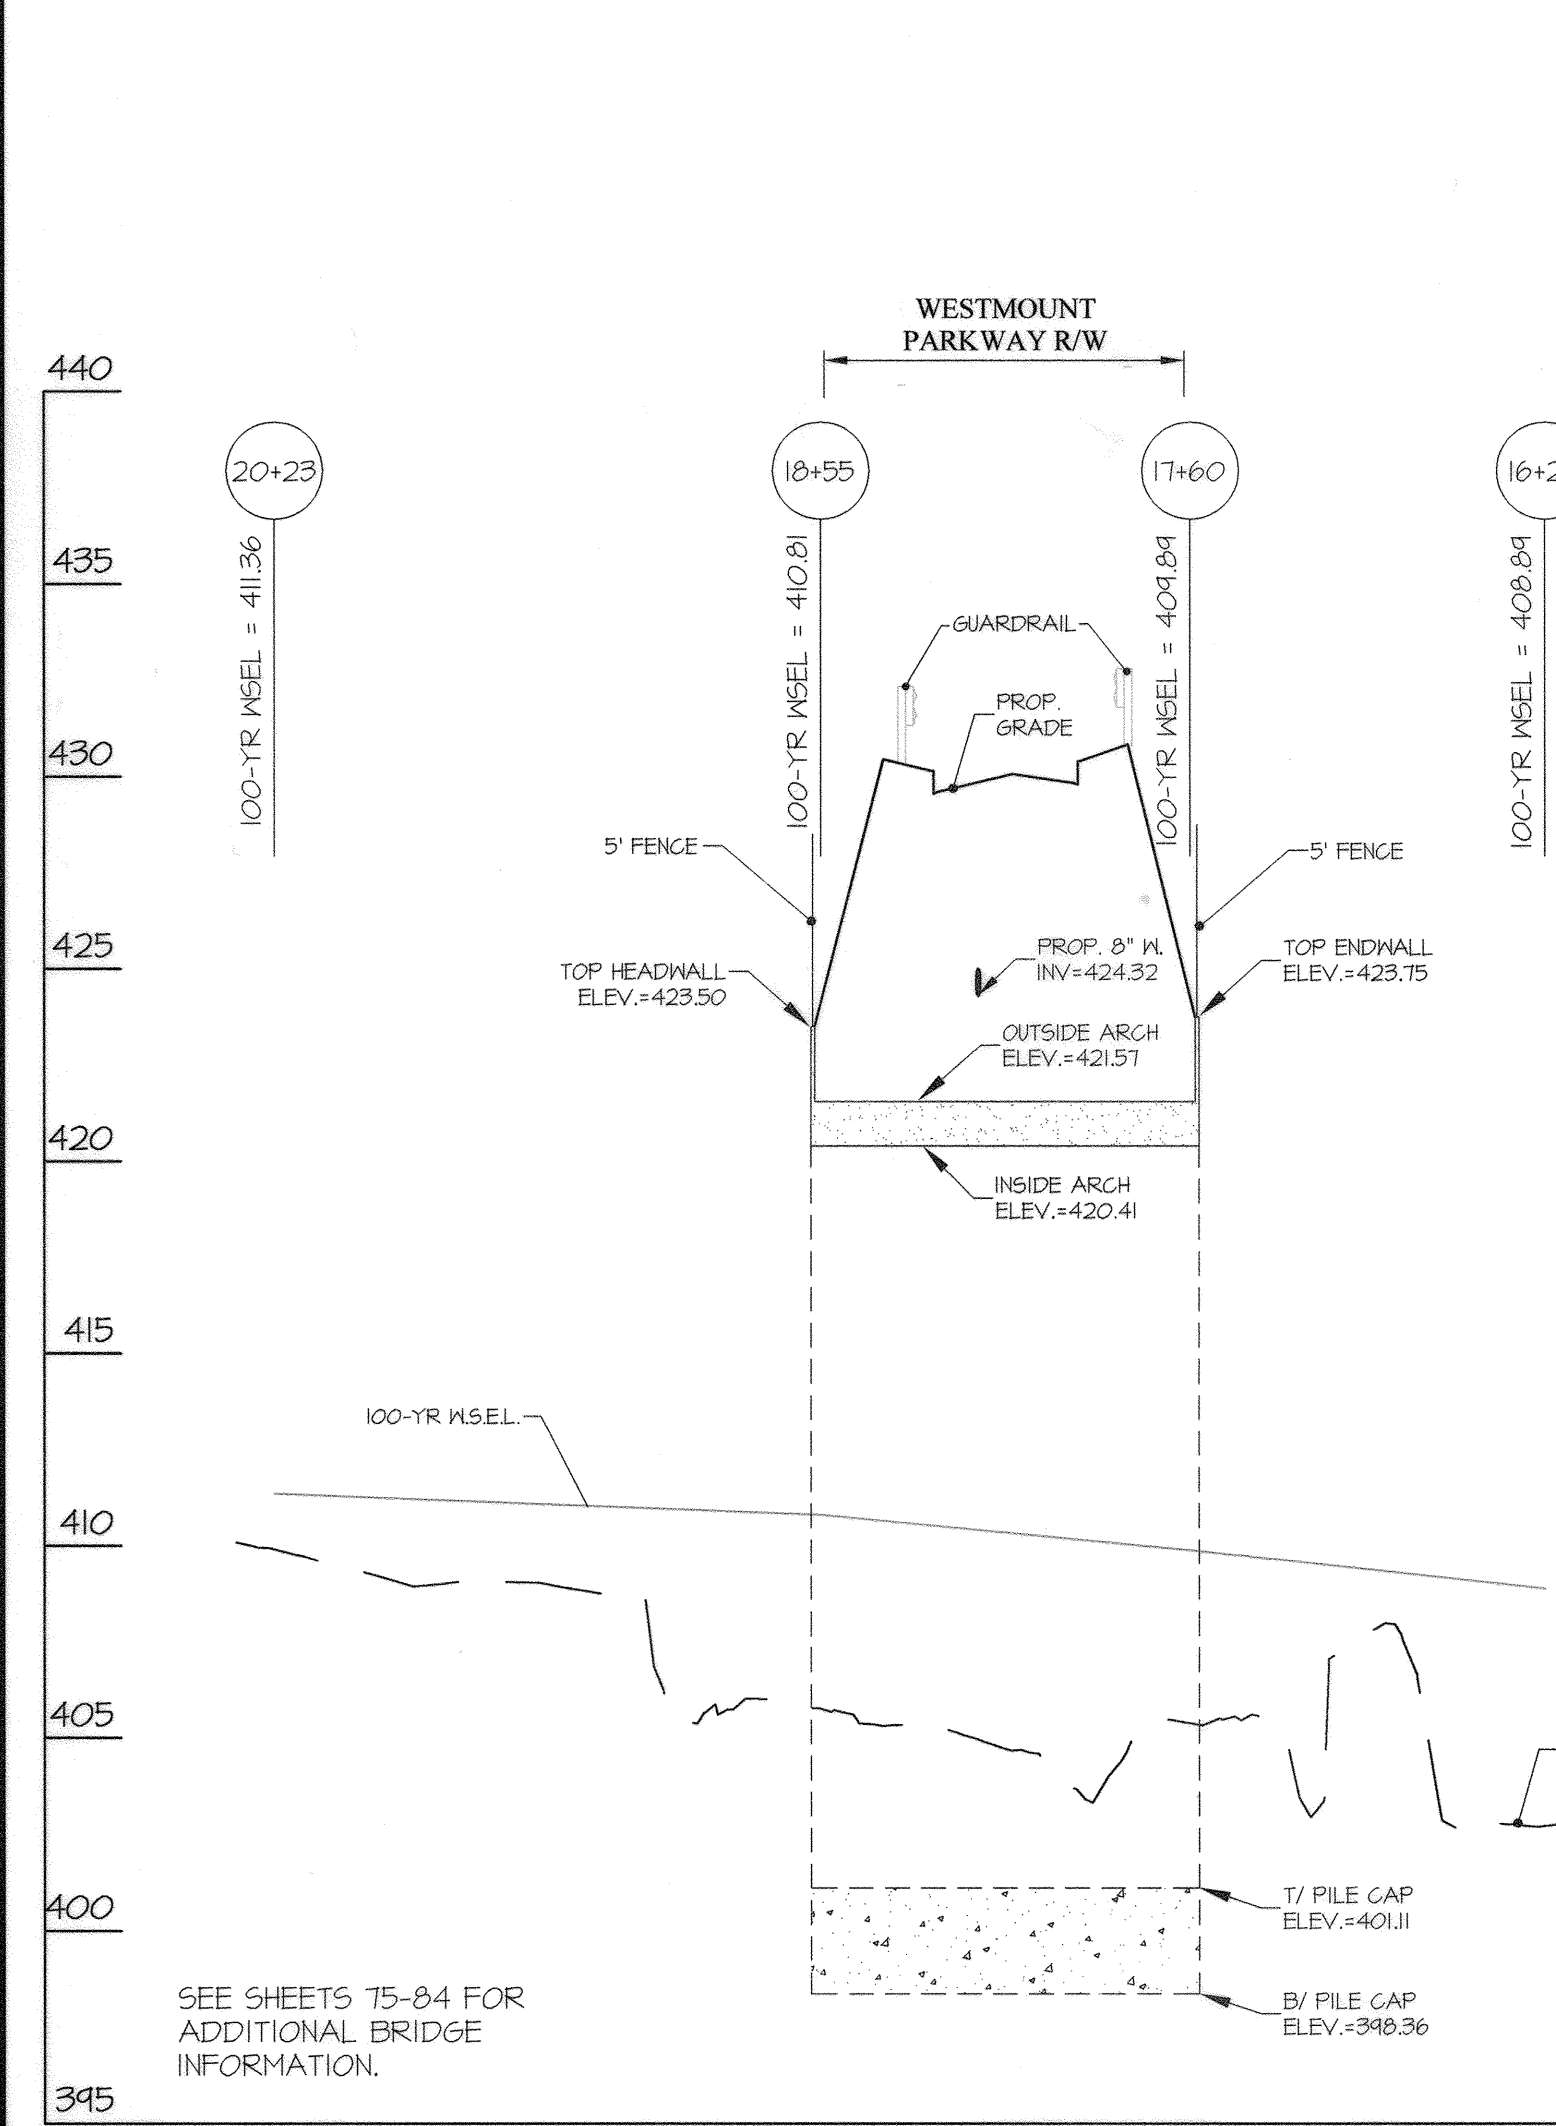 WESTMOUNT
PARKWAY R/W
440
20+23
18+55
17+60
435
100-YR WSEL = 411.36
100-YR WSEL = 410.81
100-YR WSEL = 409.89
100-YR WSEL = 408.89
GUARDRAIL
PROP.
GRADE
430
5' FENCE
5' FENCE
425
TOP HEADWALL
ELEV.=423.50
PROP. 8" W.
INV=424.32
TOP ENDWALL
ELEV.=423.75
OUTSIDE ARCH
ELEV.=421.57
420
INSIDE ARCH
ELEV.=420.41
415
100-YR W.S.E.L.
410
405
400
T/ PILE CAP
ELEV.=401.11
B/ PILE CAP
ELEV.=398.36
SEE SHEETS 75-84 FOR
ADDITIONAL BRIDGE
INFORMATION.
395